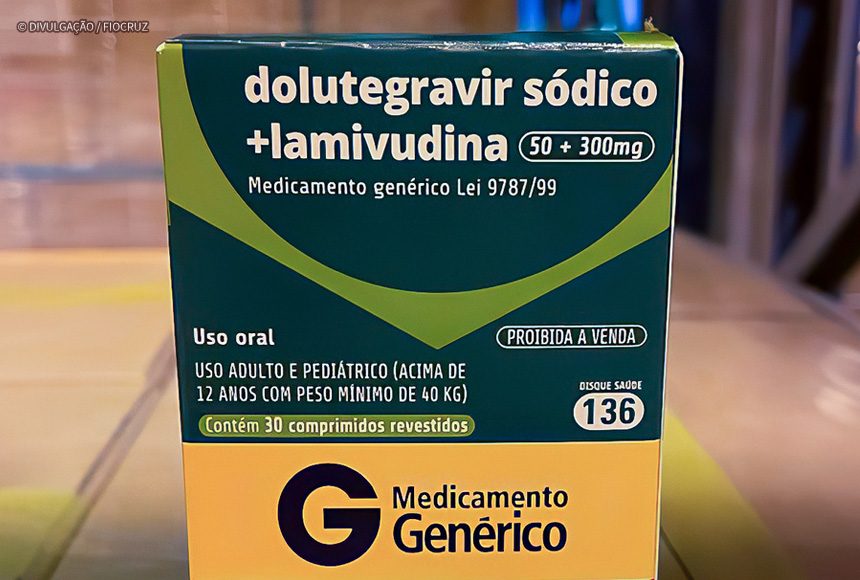 © DIVULGAÇÃO / FIOCRUZ
dolutegravir sódico
+lamivudina 50 + 300mg
Medicamento genérico Lei 9787/99
Uso oral
PROIBIDA A VENDA
USO ADULTO E PEDIÁTRICO (ACIMA DE
12 ANOS COM PESO MÍNIMO DE 40 KG)
DISQUE SAÚDE
136
Contém 30 comprimidos revestidos
G Medicamento
Genérico